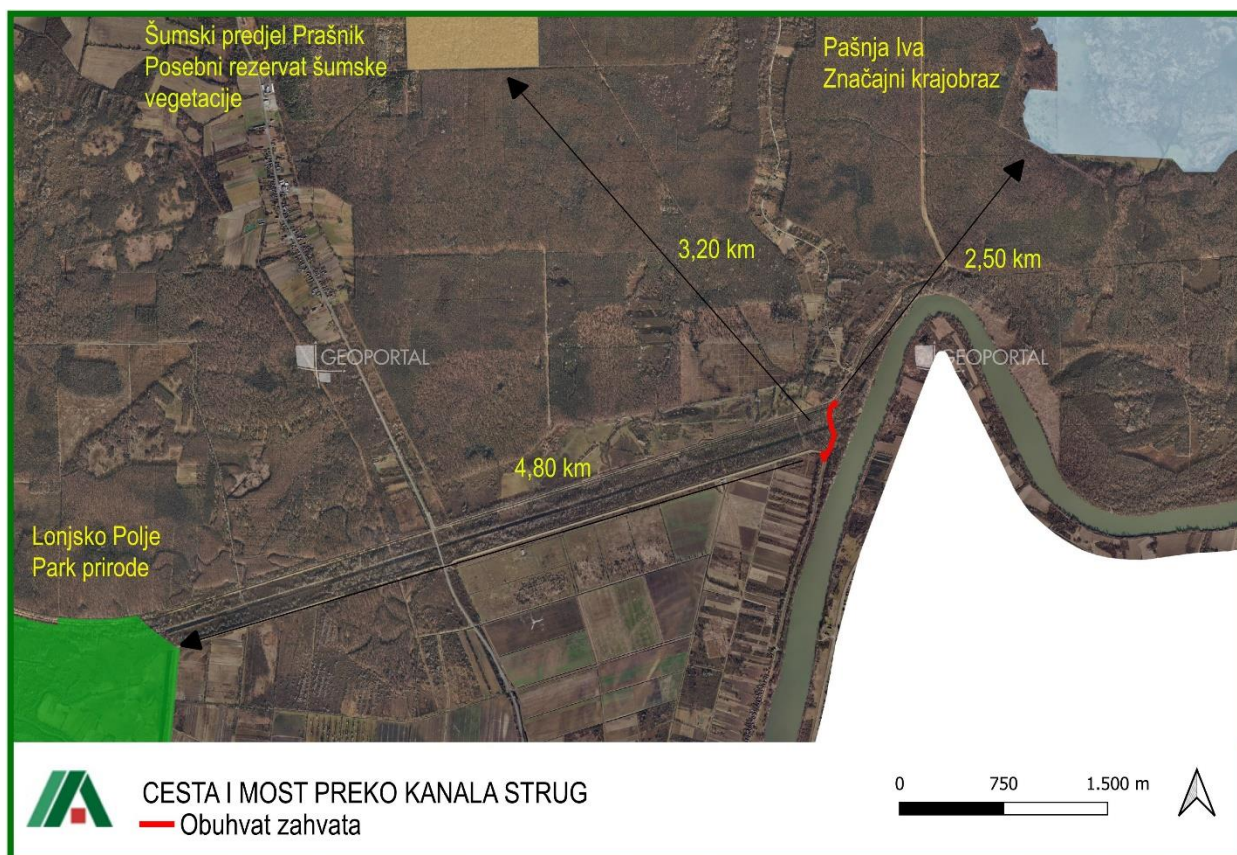 Šumski predjel Prašnik
Posebni rezervat šumske
vegetacije
Pašnja Iva
Značajni krajobraz
3,20 km
2,50 km
GEOPORTAL
GEOPORTAL
4,80 km
Lonjsko Polje
Park prirode
CESTA I MOST PREKO KANALA STRUG
Obuhvat zahvata
0 750 1.500 m